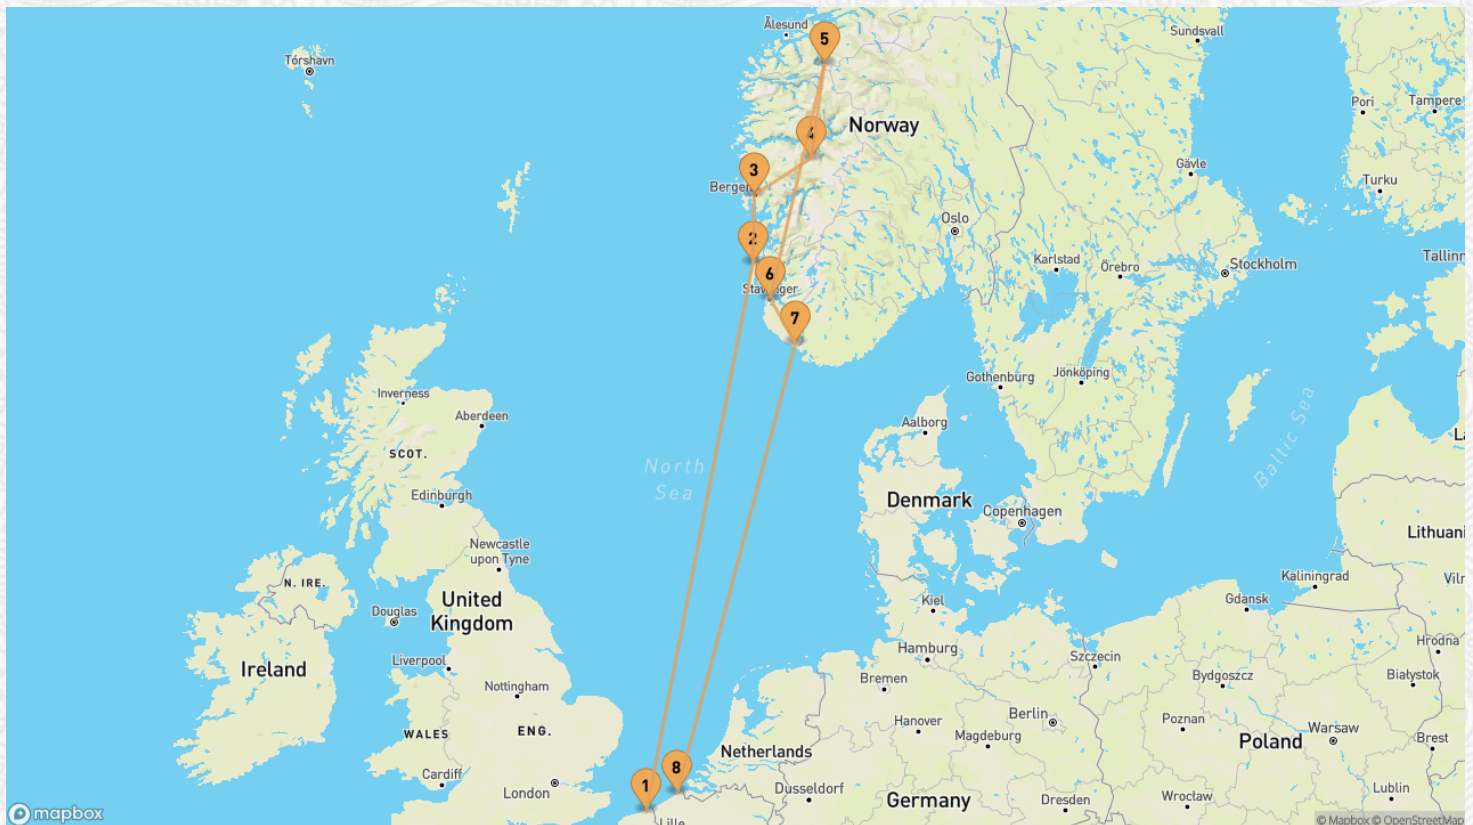 Ålesund
5
Sundsvall
Tórshavn
Pori
Tampere
4
Norway
3
Bergen
Gävle
Turku
2
Oslo
Karlstad
Örebro
Stockholm
6
Stavanger
7
Gothenburg
Jönköping
Inverness
Aberdeen
Aalborg
SCOT.
North
Sea
Baltic Sea
Edinburgh
Denmark
Copenhagen
Newcastle
upon Tyne
N. IRE.
Kaliningrad
United
Kingdom
Douglas
Kiel
Gdansk
Hrodna
Ireland
Liverpool
Hamburg
Szczecin
Bydgoszcz
Białystok
Nottingham
Bremen
WALES
ENG.
Hanover
Berlin
Poznan
Warsaw
Magdeburg
Poland
Brest
Netherlands
8
Cardiff
1
London
Dusseldorf
Germany
Dresden
Wrocław
Lublin
Lille
mapbox
© Mapbox © OpenStreetMap